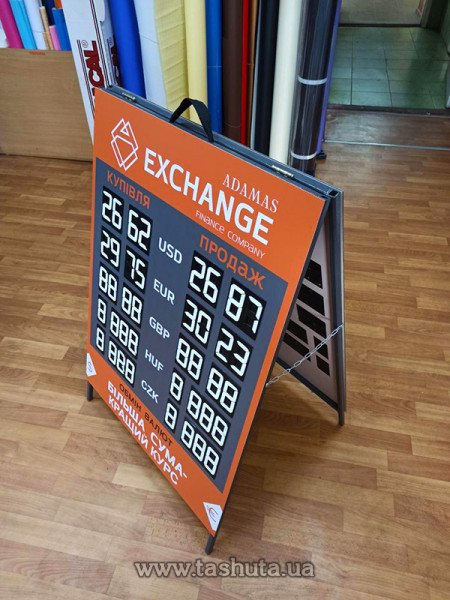 ADAMAS
EXCHANGE
FINANCE COMPANY
КУПІВЛЯ ПРОДАЖ
26 62 USD 26 87
29 75 EUR 30 23
88 88 GBP 88 88
8 888 HUF 8 888
8 888 CZK 8 888
ОБМІН ВАЛЮТ
БІЛЬША СУМА-
КРАЩИЙ КУРС
www.tashuta.ua